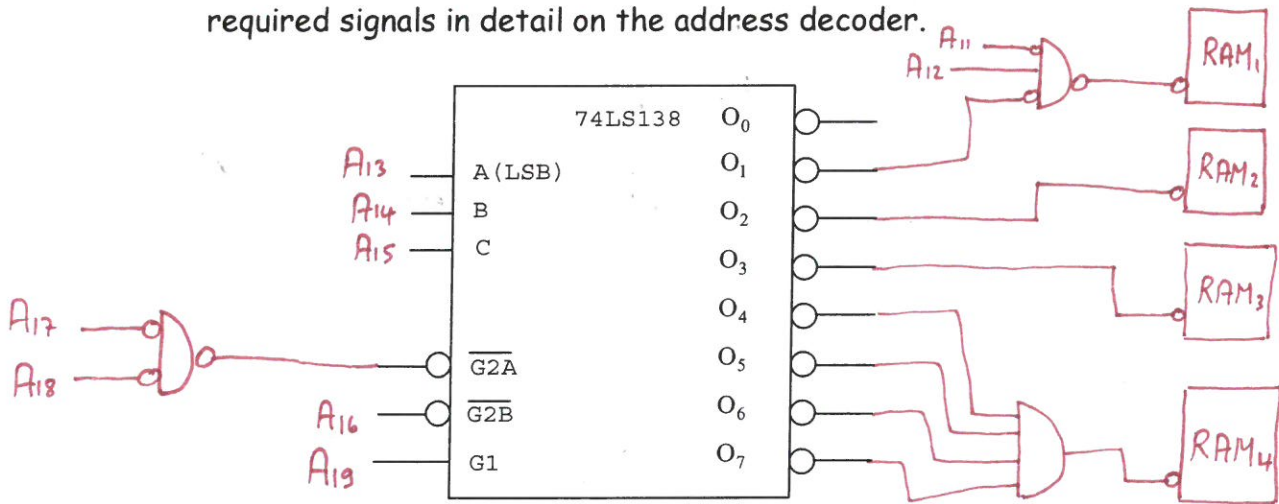 required signals in detail on the address decoder.
A11
A12
RAM1
74LS138
O0
A13
A(LSB)
O1
A14
B
O2
RAM2
A15
C
O3
RAM3
A17
O4
A18
G2A
O5
A16
G2B
O6
A19
G1
O7
RAM4